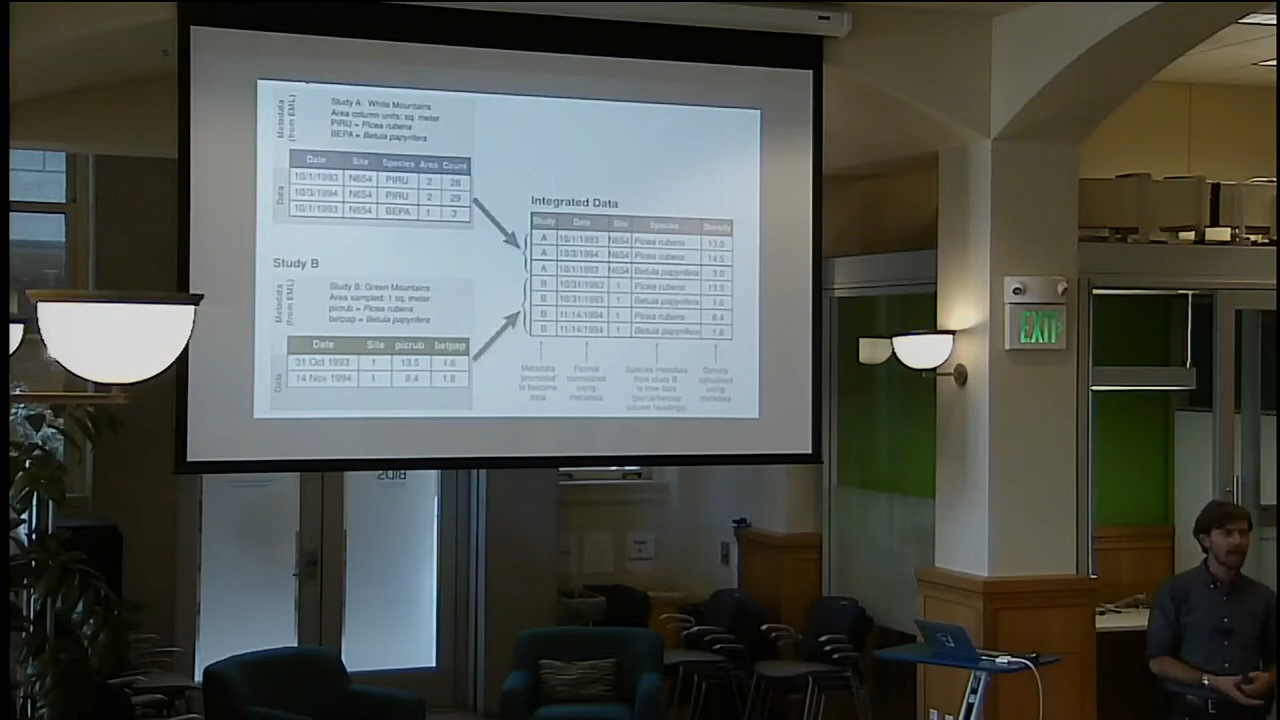 Metadata
(from EML)
Study A: White Mountains
Area column units: sq. meter
PIRU = Picea rubens
BEPA = Betula papyrifera
Data
Date Site Species Area Count
10/1/1993 N654 PIRU 2 26
10/3/1994 N654 PIRU 2 29
10/1/1993 N654 BEPA 1 3
Study B
Metadata
(from EML)
Study B: Green Mountains
Area sampled: 1 sq. meter
picrub = Picea rubens
betpap = Betula papyrifera
Data
Date Site picrub betpap
31 Oct 1993 1 13.5 1.6
14 Nov 1994 1 8.4 1.8
Integrated Data
Study Date Site Species Density
A 10/1/1993 N654 Picea rubens 13.0
A 10/3/1994 N654 Picea rubens 14.5
A 10/1/1993 N654 Betula papyrifera 3.0
B 10/31/1993 1 Picea rubens 13.5
B 10/31/1993 1 Betula papyrifera 1.6
B 11/14/1994 1 Picea rubens 8.4
B 11/14/1994 1 Betula papyrifera 1.8
Metadata
'promoted'
to become
data
Format
normalized
using
metadata
Species metadata
from study B
is now data
(picrub/betpap
column headings)
Density
calculated
using
metadata
EXIT
BIDS